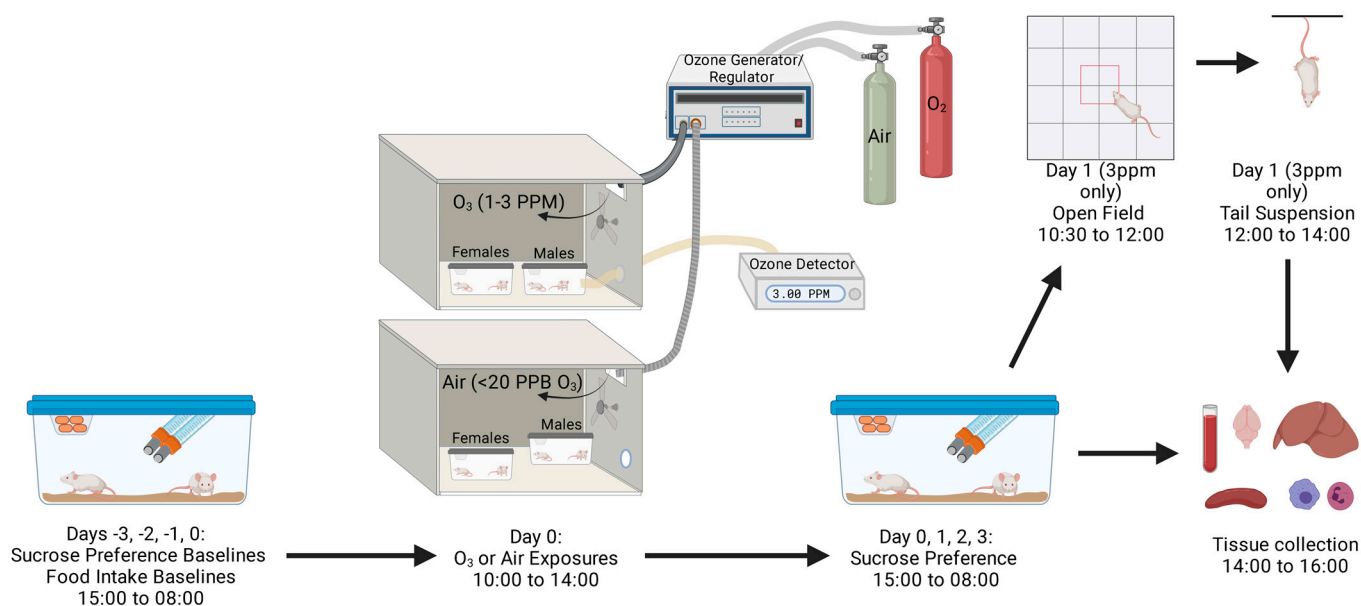 Ozone Generator/
Regulator
O₂
Air
O₃ (1-3 PPM)
Females
Males
Ozone Detector
3.00 PPM
Air (<20 PPB O₃)
Females
Males
Day 1 (3ppm
only)
Open Field
10:30 to 12:00
Day 1 (3ppm
only)
Tail Suspension
12:00 to 14:00
Days -3, -2, -1, 0:
Sucrose Preference Baselines
Food Intake Baselines
15:00 to 08:00
Day 0:
O₃ or Air Exposures
10:00 to 14:00
Day 0, 1, 2, 3:
Sucrose Preference
15:00 to 08:00
Tissue collection
14:00 to 16:00